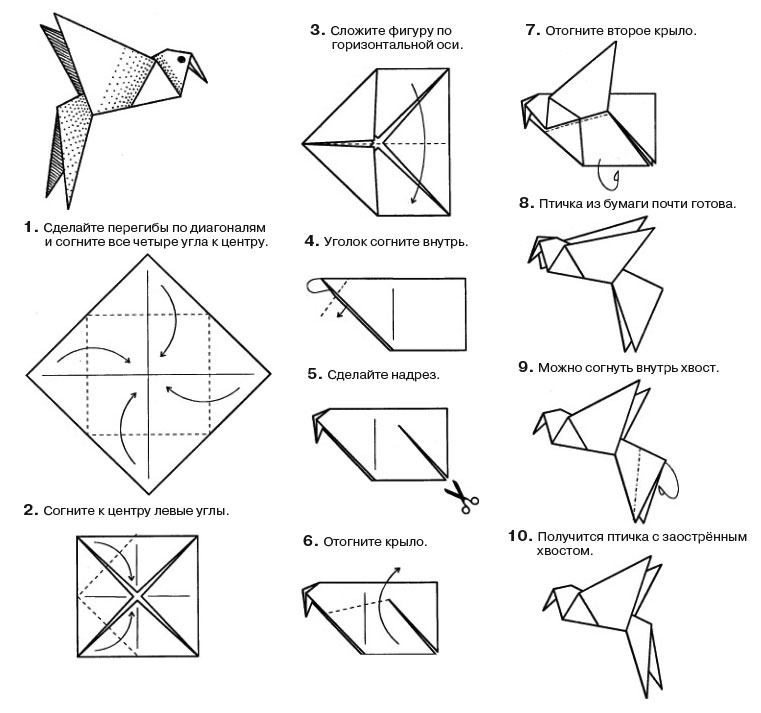 1. Сделайте перегибы по диагоналям
и согните все четыре угла к центру.
2. Согните к центру левые углы.
3. Сложите фигуру по
горизонтальной оси.
4. Уголок согните внутрь.
5. Сделайте надрез.
6. Отогните крыло.
7. Отогните второе крыло.
8. Птичка из бумаги почти готова.
9. Можно согнуть внутрь хвост.
10. Получится птичка с заострённым
хвостом.